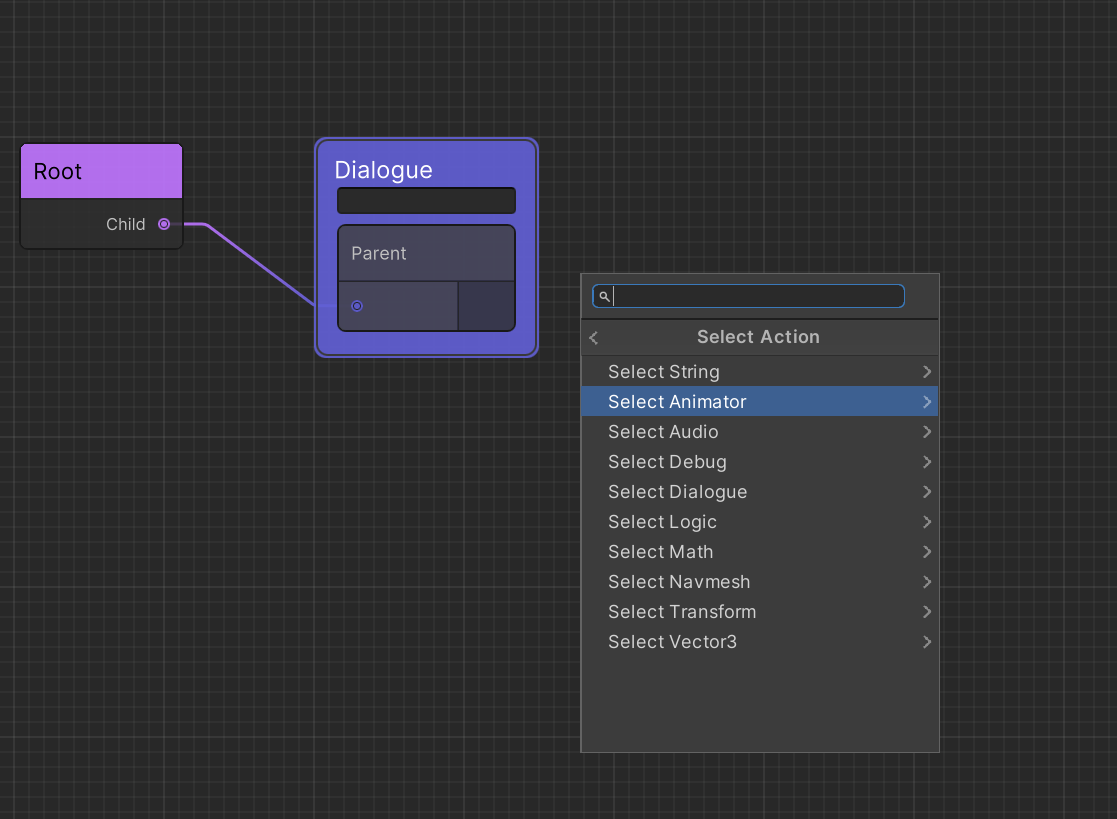 Root
Child
Dialogue
Parent
Select Action
Select String
Select Animator
Select Audio
Select Debug
Select Dialogue
Select Logic
Select Math
Select Navmesh
Select Transform
Select Vector3